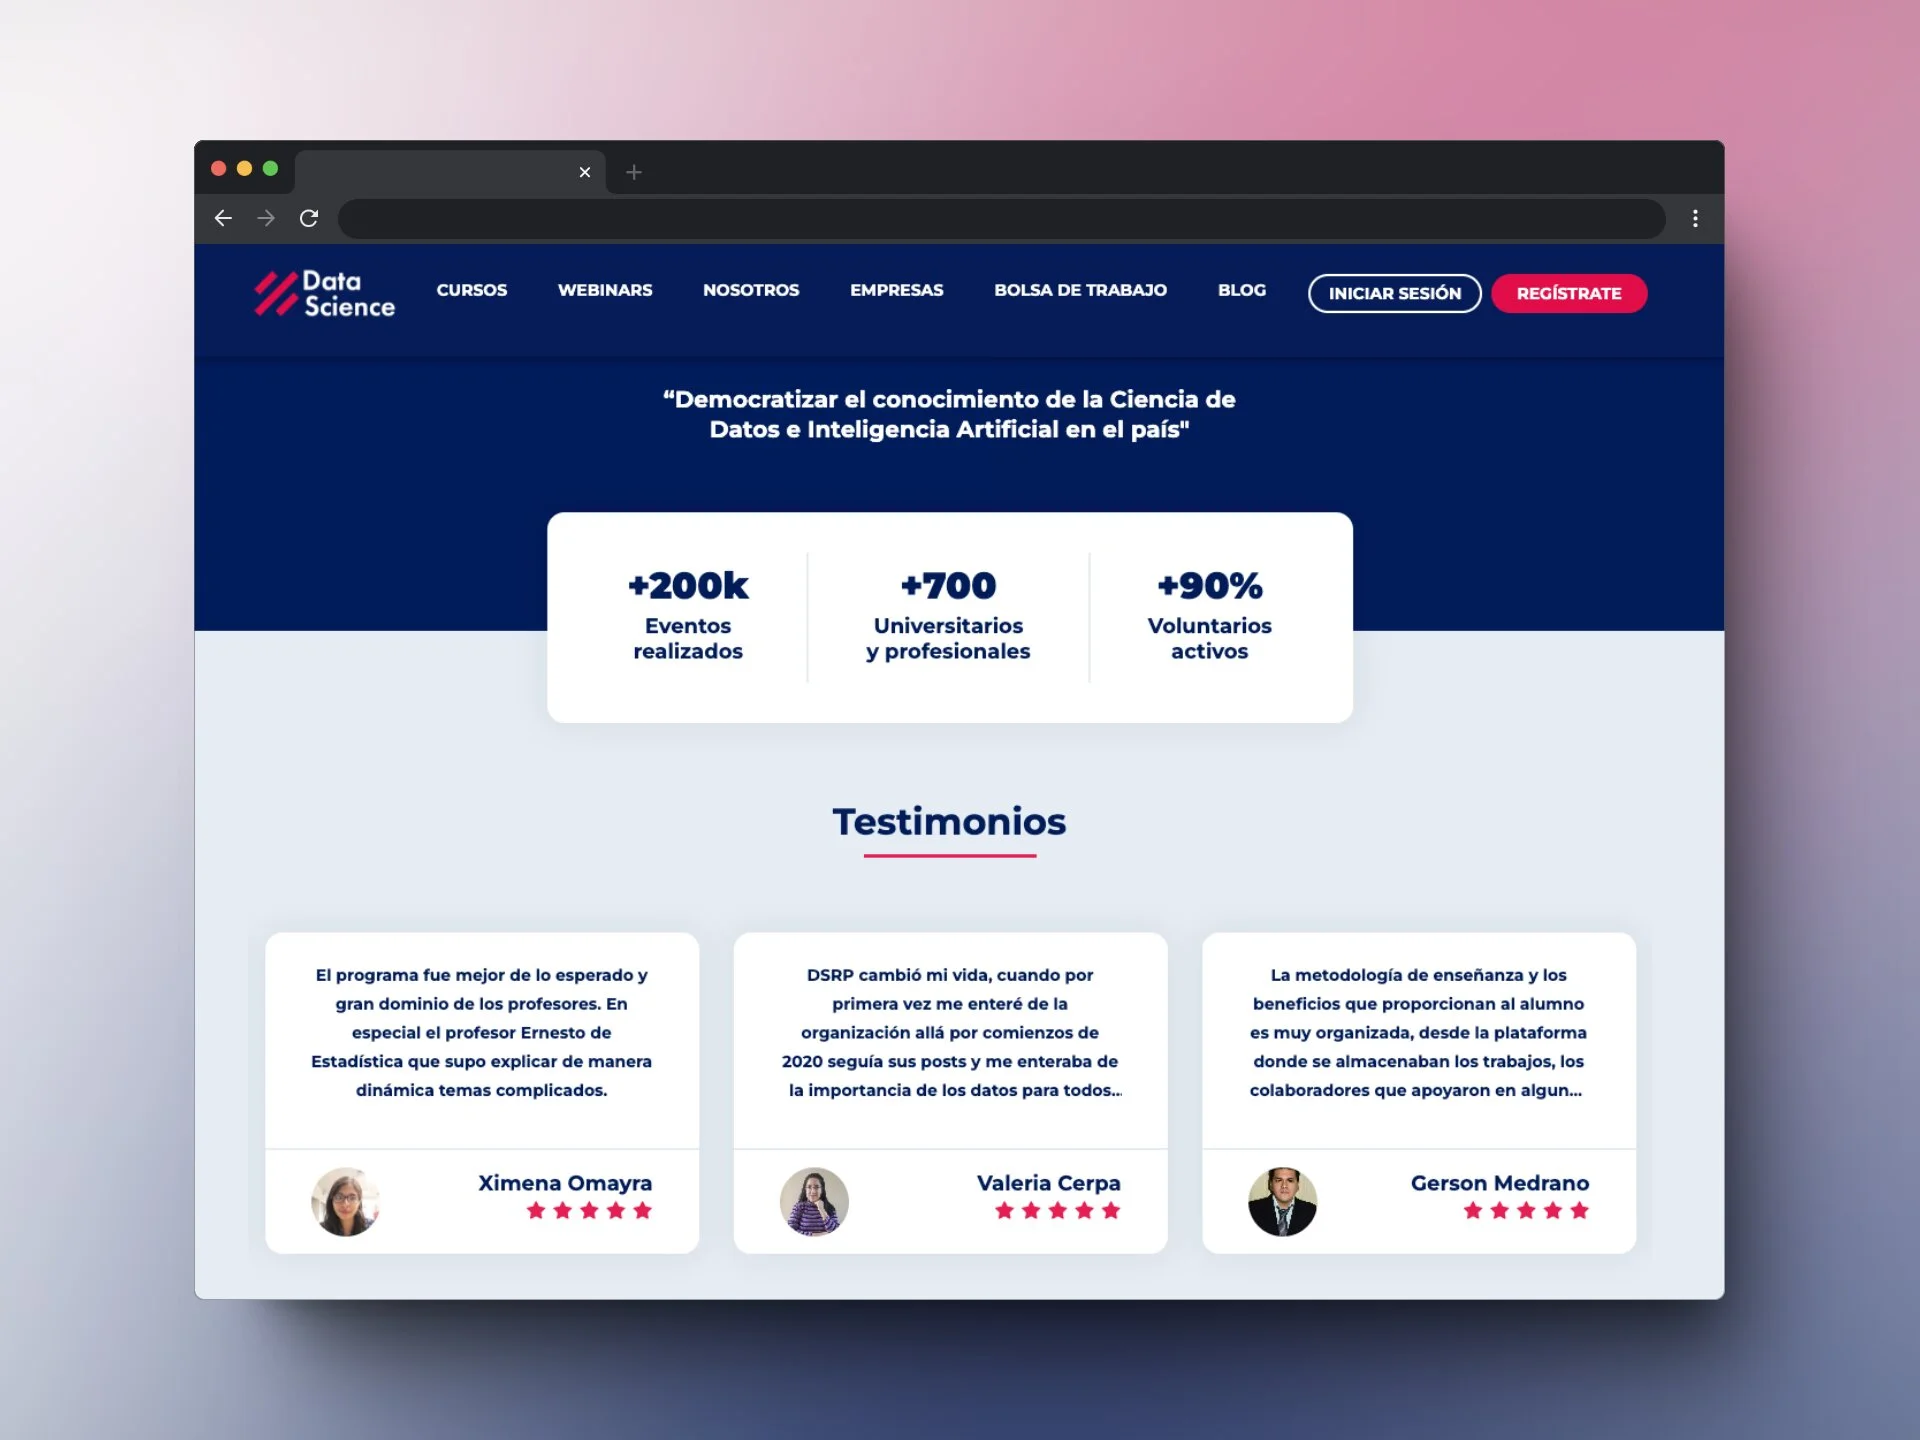 Data
Science
CURSOS
WEBINARS
NOSOTROS
EMPRESAS
BOLSA DE TRABAJO
BLOG
INICIAR SESIÓN
REGÍSTRATE
“Democratizar el conocimiento de la Ciencia de
Datos e Inteligencia Artificial en el país"
+200k
Eventos
realizados
+700
Universitarios
y profesionales
+90%
Voluntarios
activos
Testimonios
El programa fue mejor de lo esperado y
gran dominio de los profesores. En
especial el profesor Ernesto de
Estadística que supo explicar de manera
dinámica temas complicados.
Ximena Omayra
DSRP cambió mi vida, cuando por
primera vez me enteré de la
organización allá por comienzos de
2020 seguía sus posts y me enteraba de
la importancia de los datos para todos...
Valeria Cerpa
La metodología de enseñanza y los
beneficios que proporcionan al alumno
es muy organizada, desde la plataforma
donde se almacenaban los trabajos, los
colaboradores que apoyaron en algun...
Gerson Medrano